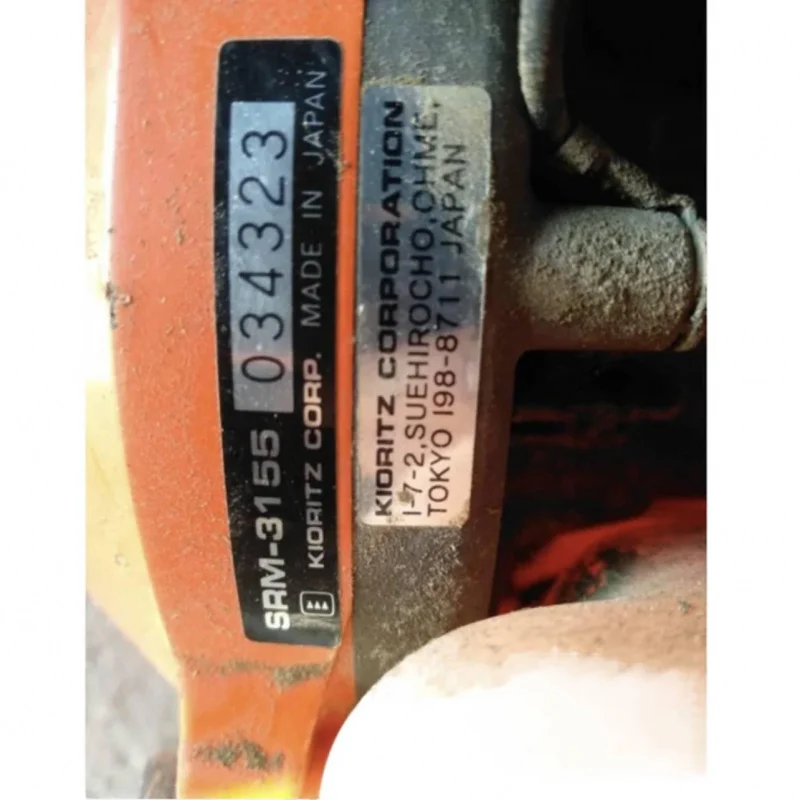 SRM-3155 034323
KIORITZ CORP. MADE IN JAPAN
KIORITZ CORPORATION
1-7-2,SUEHIROCHO,OHME,
TOKYO 198-8711 JAPAN